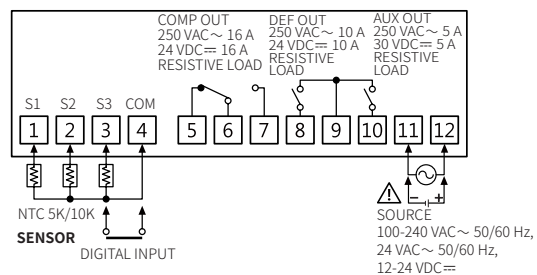 COMP OUT
250 VAC～ 16 A
24 VDC⎓ 16 A
RESISTIVE LOAD
DEF OUT
250 VAC～ 10 A
24 VDC⎓ 10 A
RESISTIVE
LOAD
AUX OUT
250 VAC～ 5 A
30 VDC⎓ 5 A
RESISTIVE
LOAD
S1 S2 S3 COM
1 2 3 4 5 6 7 8 9 10 11 12
NTC 5K/10K
SENSOR
DIGITAL INPUT
− +
SOURCE
100-240 VAC～ 50/60 Hz,
24 VAC～ 50/60 Hz,
12-24 VDC⎓